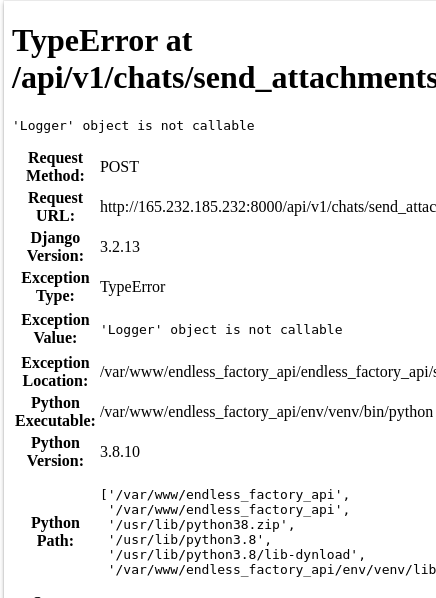 TypeError at
/api/v1/chats/send_attachments
'Logger' object is not callable
Request Method: POST
Request URL: http://165.232.185.232:8000/api/v1/chats/send_attac
Django Version: 3.2.13
Exception Type: TypeError
Exception Value: 'Logger' object is not callable
Exception Location: /var/www/endless_factory_api/endless_factory_api/s
Python Executable: /var/www/endless_factory_api/env/venv/bin/python
Python Version: 3.8.10
Python Path: ['/var/www/endless_factory_api',
'/var/www/endless_factory_api',
'/usr/lib/python38.zip',
'/usr/lib/python3.8',
'/usr/lib/python3.8/lib-dynload',
'/var/www/endless_factory_api/env/venv/lib